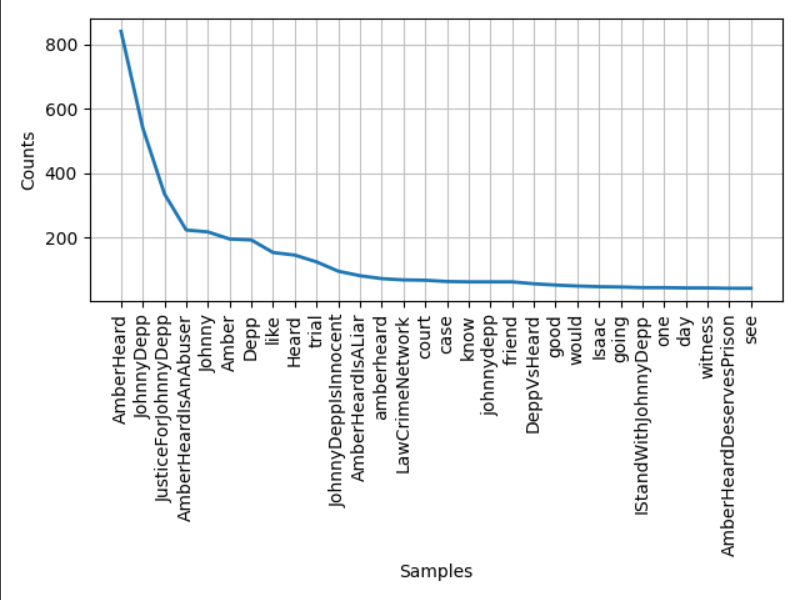 800
600
400
200
Counts
AmberHeard
JohnnyDepp
JusticeForJohnnyDepp
AmberHeardIsAnAbuser
Johnny
Amber
Depp
like
Heard
trial
JohnnyDeppIsInnocent
AmberHeardIsALiar
amberheard
LawCrimeNetwork
court
case
know
johnnydepp
friend
DeppVsHeard
good
would
Isaac
going
IStandWithJohnnyDepp
one
day
witness
AmberHeardDeservesPrison
see
Samples